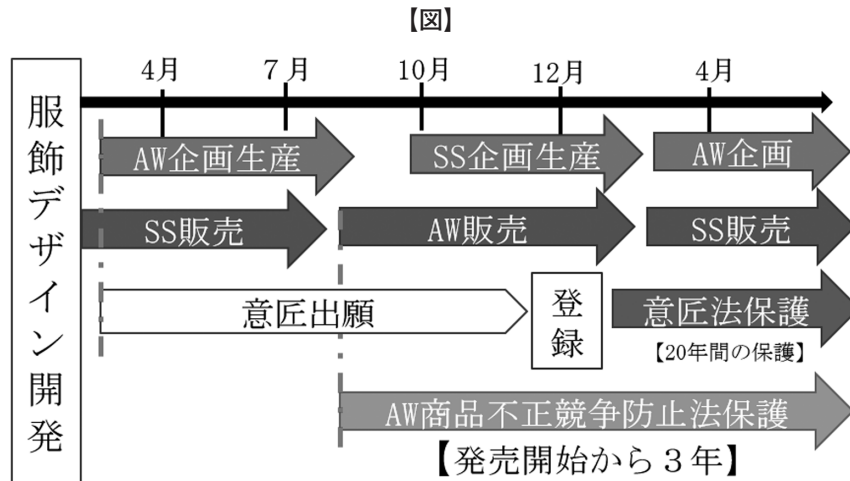 【図】
4月
７月
10月
12月
4月
服飾デザイン開発
AW企画生産
SS企画生産
AW企画
SS販売
AW販売
SS販売
意匠出願
登録
意匠法保護
【20年間の保護】
AW商品不正競争防止法保護
【発売開始から３年】